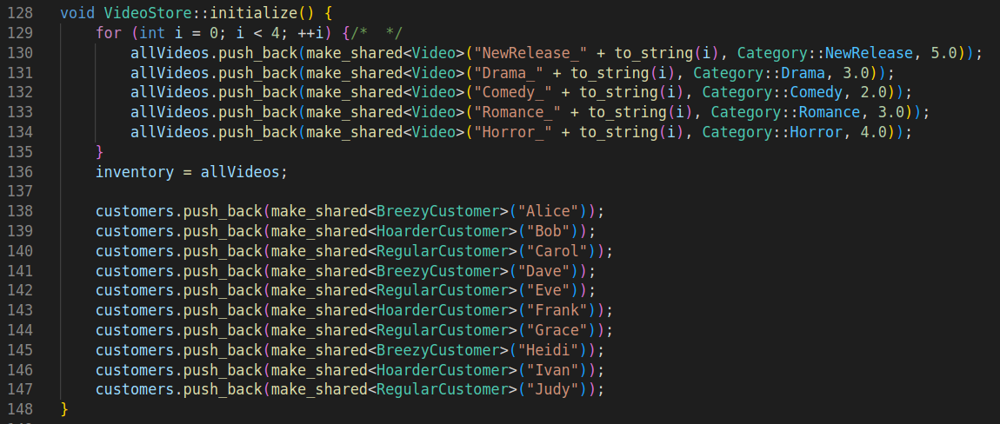 128 void VideoStore::initialize() {
129     for (int i = 0; i < 4; ++i) {/*  */
130         allVideos.push_back(make_shared<Video>("NewRelease_" + to_string(i), Category::NewRelease, 5.0));
131         allVideos.push_back(make_shared<Video>("Drama_" + to_string(i), Category::Drama, 3.0));
132         allVideos.push_back(make_shared<Video>("Comedy_" + to_string(i), Category::Comedy, 2.0));
133         allVideos.push_back(make_shared<Video>("Romance_" + to_string(i), Category::Romance, 3.0));
134         allVideos.push_back(make_shared<Video>("Horror_" + to_string(i), Category::Horror, 4.0));
135     }
136     inventory = allVideos;
137
138     customers.push_back(make_shared<BreezyCustomer>("Alice"));
139     customers.push_back(make_shared<HoarderCustomer>("Bob"));
140     customers.push_back(make_shared<RegularCustomer>("Carol"));
141     customers.push_back(make_shared<BreezyCustomer>("Dave"));
142     customers.push_back(make_shared<RegularCustomer>("Eve"));
143     customers.push_back(make_shared<HoarderCustomer>("Frank"));
144     customers.push_back(make_shared<RegularCustomer>("Grace"));
145     customers.push_back(make_shared<BreezyCustomer>("Heidi"));
146     customers.push_back(make_shared<HoarderCustomer>("Ivan"));
147     customers.push_back(make_shared<RegularCustomer>("Judy"));
148 }